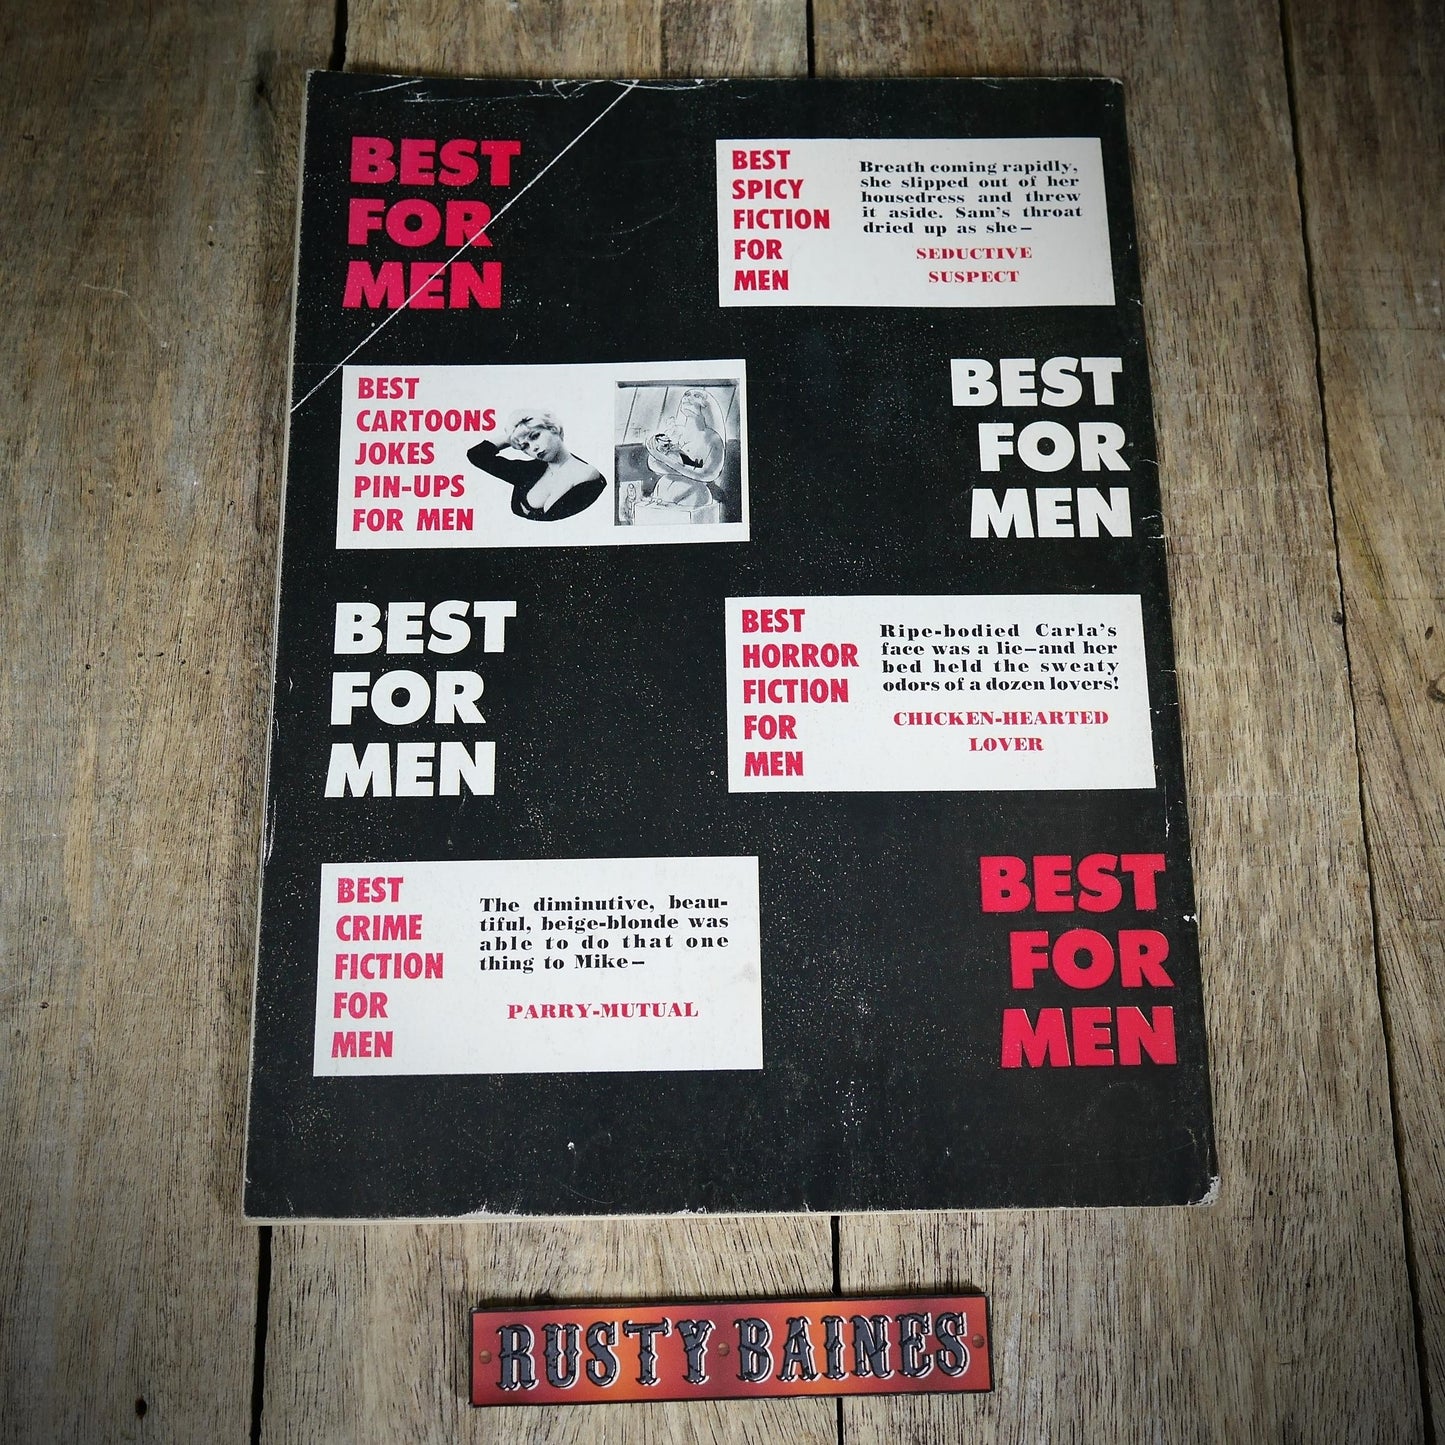 BEST
FOR
MEN
BEST
SPICY
FICTION
FOR
MEN
Breath coming rapidly,
she slipped out of her
housedress and threw
it aside. Sam's throat
dried up as she—
SEDUCTIVE
SUSPECT
BEST
CARTOONS
JOKES
PIN-UPS
FOR MEN
BEST
FOR
MEN
BEST
FOR
MEN
BEST
HORROR
FICTION
FOR
MEN
Ripe-bodied Carla's
face was a lie—and her
bed held the sweaty
odors of a dozen lovers!
CHICKEN-HEARTED
LOVER
BEST
CRIME
FICTION
FOR
MEN
The diminutive, beau-
tiful, beige-blonde was
able to do that one
thing to Mike—
PARRY-MUTUAL
BEST
FOR
MEN
RUSTY BAINES